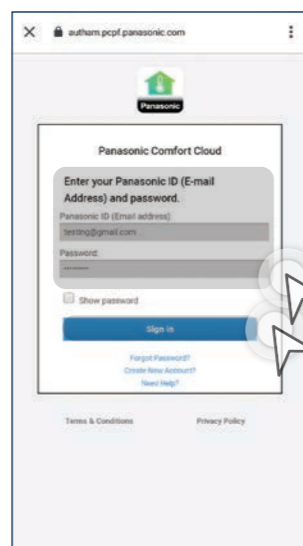 autham.pcpf.panasonic.com
Panasonic
Panasonic Comfort Cloud
Enter your Panasonic ID (E-mail
Address) and password.
Panasonic ID (Email address)
testing@gmail.com
Password:
Show password
Sign in
Forgot Password?
Create New Account?
Need Help?
Terms & Conditions Privacy Policy